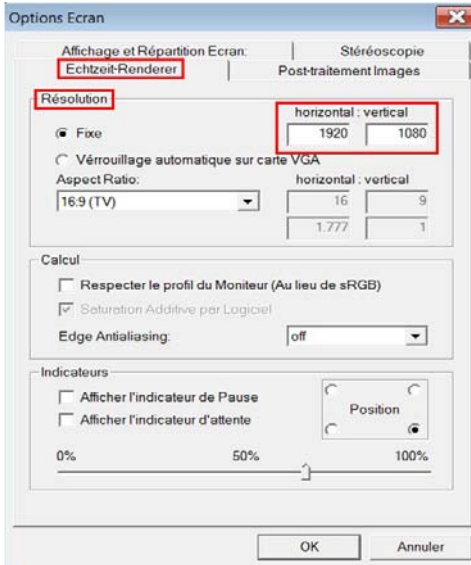 Options Ecran
Affichage et Répartition Ecran:
Stéréoscopie
Echtzeit-Renderer
Post-traitement Images
Résolution
horizontal : vertical
Fixe
1920
1080
Vérrouillage automatique sur carte VGA
Aspect Ratio:
horizontal : vertical
16:9 (TV)
16
9
1.777
1
Calcul
Respecter le profil du Moniteur (Au lieu de sRGB)
Saturation Additive par Logiciel
Edge Antialiasing:
off
Indicateurs
Afficher l'indicateur de Pause
Afficher l'indicateur d'attente
Position
0%
50%
100%
OK
Annuler